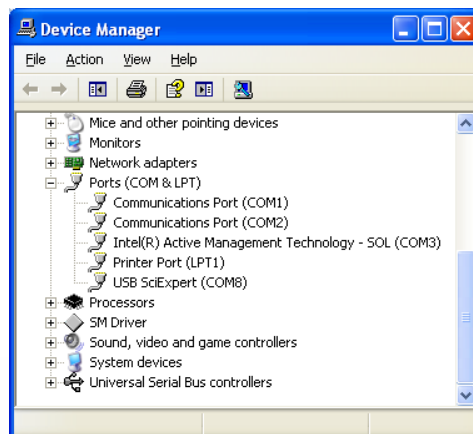 Device Manager
File Action View Help
Mice and other pointing devices
Monitors
Network adapters
Ports (COM & LPT)
Communications Port (COM1)
Communications Port (COM2)
Intel(R) Active Management Technology - SOL (COM3)
Printer Port (LPT1)
USB SciExpert (COM8)
Processors
SM Driver
Sound, video and game controllers
System devices
Universal Serial Bus controllers